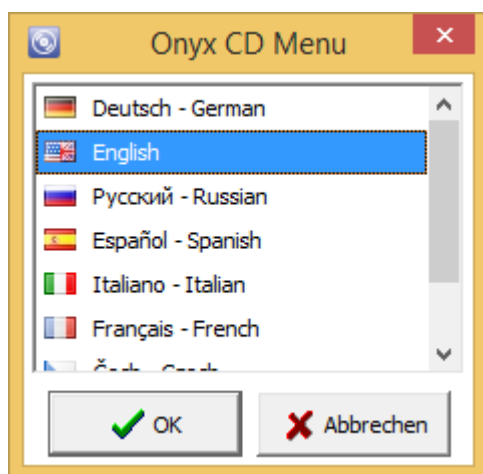 Onyx CD Menu
Deutsch - German
English
Русский - Russian
Español - Spanish
Italiano - Italian
Français - French
OK
Abbrechen